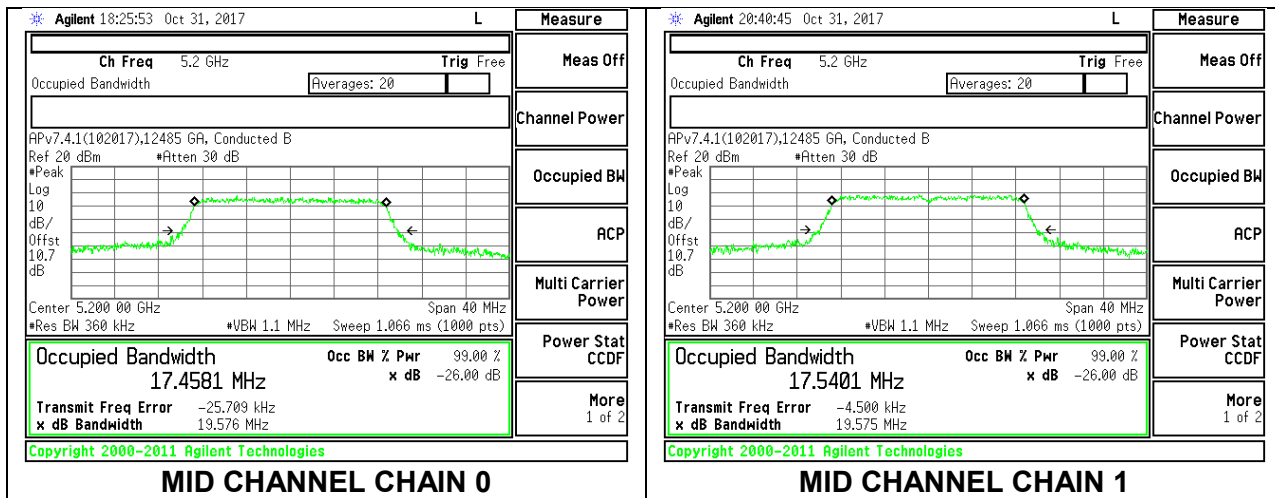 Agilent 18:25:53 Oct 31, 2017 L Measure
Ch Freq 5.2 GHz Trig Free
Occupied Bandwidth Averages: 20
APv7.4.1(102017),12485 GA, Conducted B
Ref 20 dBm #Atten 30 dB
#Peak
Log
10
dB/
Offst
10.7
dB
Center 5.200 00 GHz Span 40 MHz
#Res BW 360 kHz #VBW 1.1 MHz Sweep 1.066 ms (1000 pts)
Occupied Bandwidth Occ BW % Pwr 99.00 %
17.4581 MHz x dB -26.00 dB
Transmit Freq Error -25.709 kHz
x dB Bandwidth 19.576 MHz
Copyright 2000-2011 Agilent Technologies
Meas Off
Channel Power
Occupied BW
ACP
Multi Carrier
Power
Power Stat
CCDF
More
1 of 2
MID CHANNEL CHAIN 0
Agilent 20:40:45 Oct 31, 2017 L Measure
Ch Freq 5.2 GHz Trig Free
Occupied Bandwidth Averages: 20
APv7.4.1(102017),12485 GA, Conducted B
Ref 20 dBm #Atten 30 dB
#Peak
Log
10
dB/
Offst
10.7
dB
Center 5.200 00 GHz Span 40 MHz
#Res BW 360 kHz #VBW 1.1 MHz Sweep 1.066 ms (1000 pts)
Occupied Bandwidth Occ BW % Pwr 99.00 %
17.5401 MHz x dB -26.00 dB
Transmit Freq Error -4.500 kHz
x dB Bandwidth 19.575 MHz
Copyright 2000-2011 Agilent Technologies
Meas Off
Channel Power
Occupied BW
ACP
Multi Carrier
Power
Power Stat
CCDF
More
1 of 2
MID CHANNEL CHAIN 1